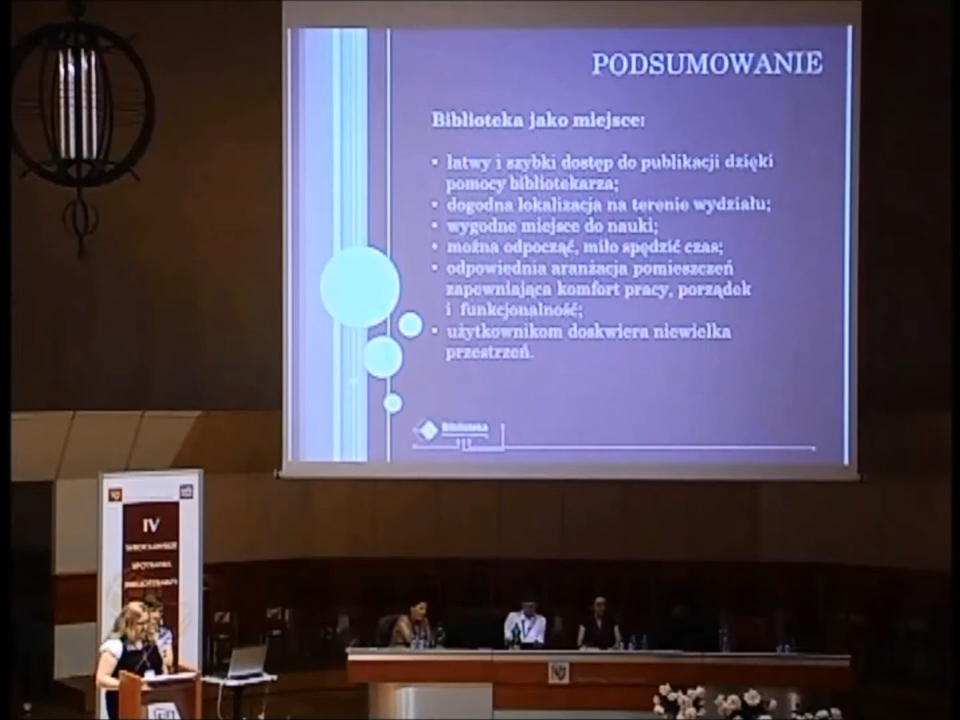 PODSUMOWANIE
Biblioteka jako miejsce:
• łatwy i szybki dostęp do publikacji dzięki
pomocy bibliotekarza;
• dogodna lokalizacja na terenie wydziału;
• wygodne miejsce do nauki;
• można odpocząć, miło spędzić czas;
• odpowiednia aranżacja pomieszczeń
zapewniająca komfort pracy, porządek
i funkcjonalność;
• użytkownikom doskwiera niewielka
przestrzeń.
Biblioteka
IV
SPOTKANIA